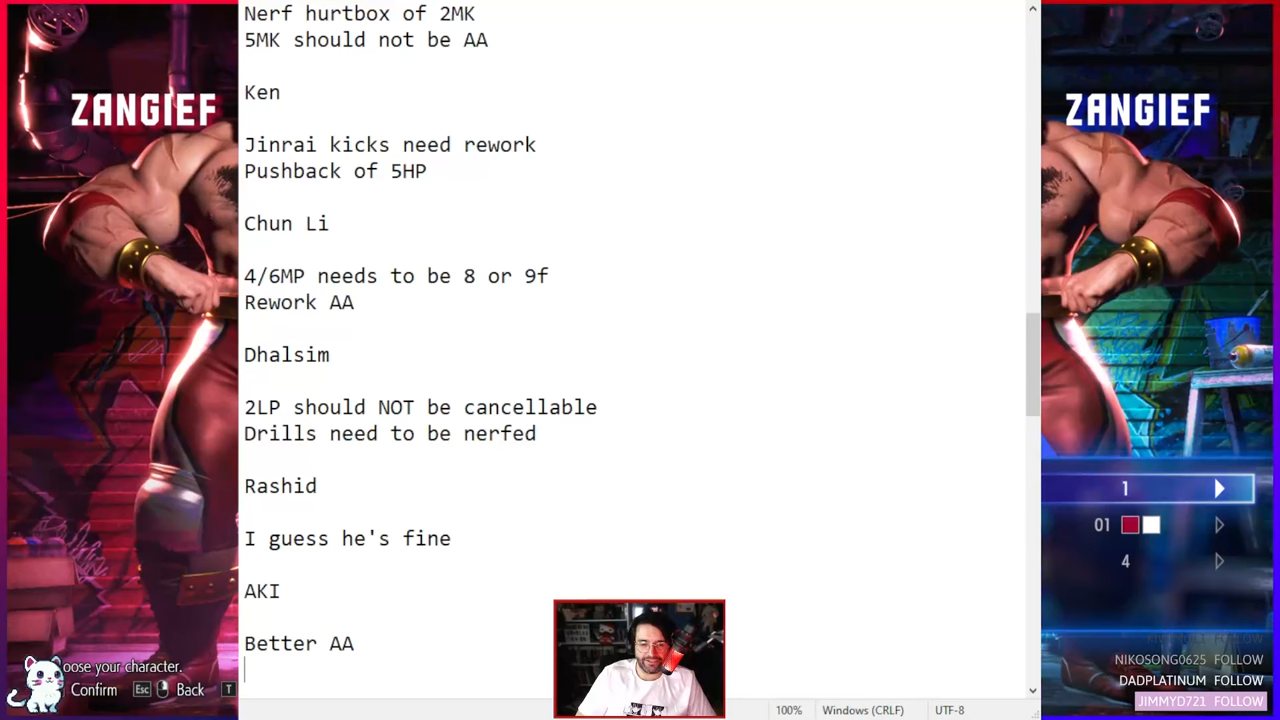 Nerf hurtbox of 2MK
5MK should not be AA
ZANGIEF
ZANGIEF
Ken
Jinrai kicks need rework
Pushback of 5HP
Chun Li
4/6MP needs to be 8 or 9f
Rework AA
Dhalsim
2LP should NOT be cancellable
Drills need to be nerfed
Rashid
1
01
I guess he's fine
4
AKI
Better AA
oose your character.
Confirm Esc Back T
FOLLOW
NIKOSONG0625 FOLLOW
DADPLATINUM FOLLOW
JIMMYD721 FOLLOW
100% Windows (CRLF) UTF-8